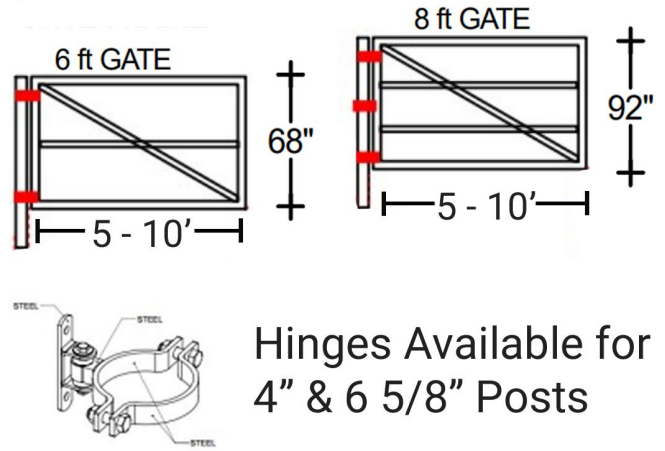 8 ft GATE
6 ft GATE
68"
92"
5 - 10’
5 - 10’
STEEL
STEEL
STEEL
Hinges Available for
4” & 6 5/8” Posts